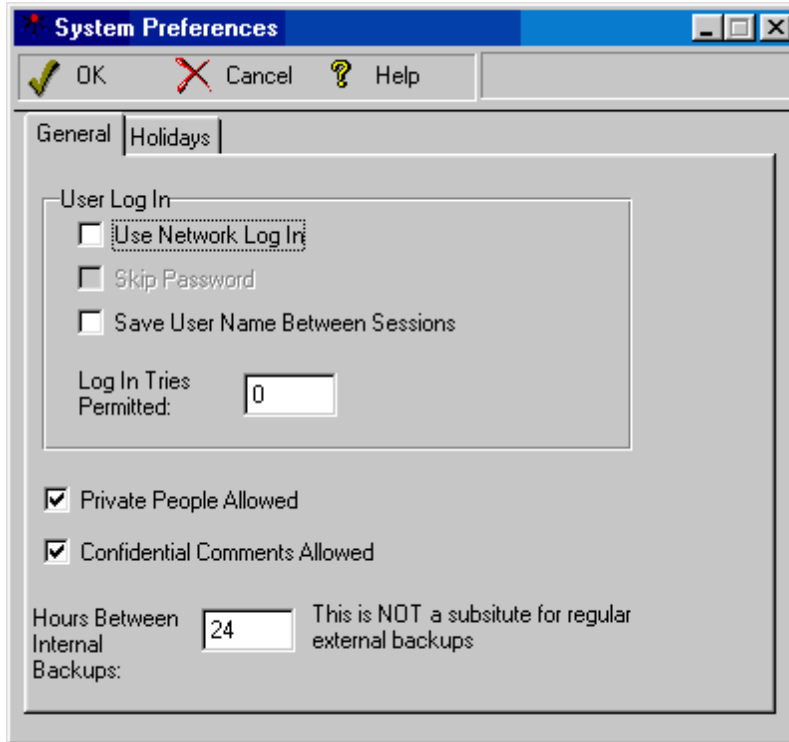 System Preferences
OK Cancel Help
General Holidays
User Log In
Use Network Log In
Skip Password
Save User Name Between Sessions
Log In Tries
Permitted:
0
Private People Allowed
Confidential Comments Allowed
Hours Between
Internal
Backups:
24
This is NOT a subsitute for regular
external backups